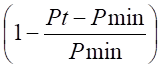 (1 − (Pt − Pmin) / Pmin)